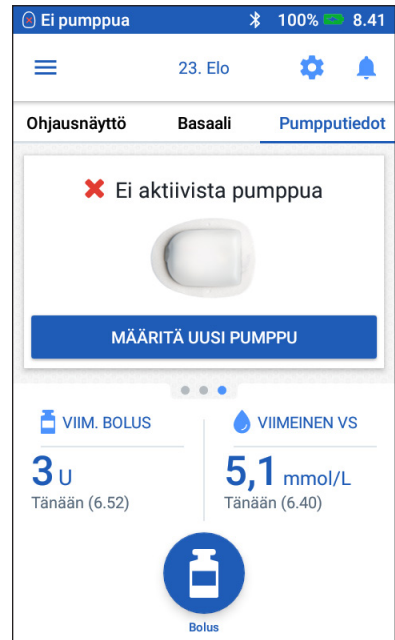 Ei pumppua 100% 8.41
23. Elo
Ohjausnäyttö Basaali Pumpputiedot
Ei aktiivista pumppua
MÄÄRITÄ UUSI PUMPPU
VIIM. BOLUS VIIMEINEN VS
3 U 5,1 mmol/L
Tänään (6.52) Tänään (6.40)
Bolus